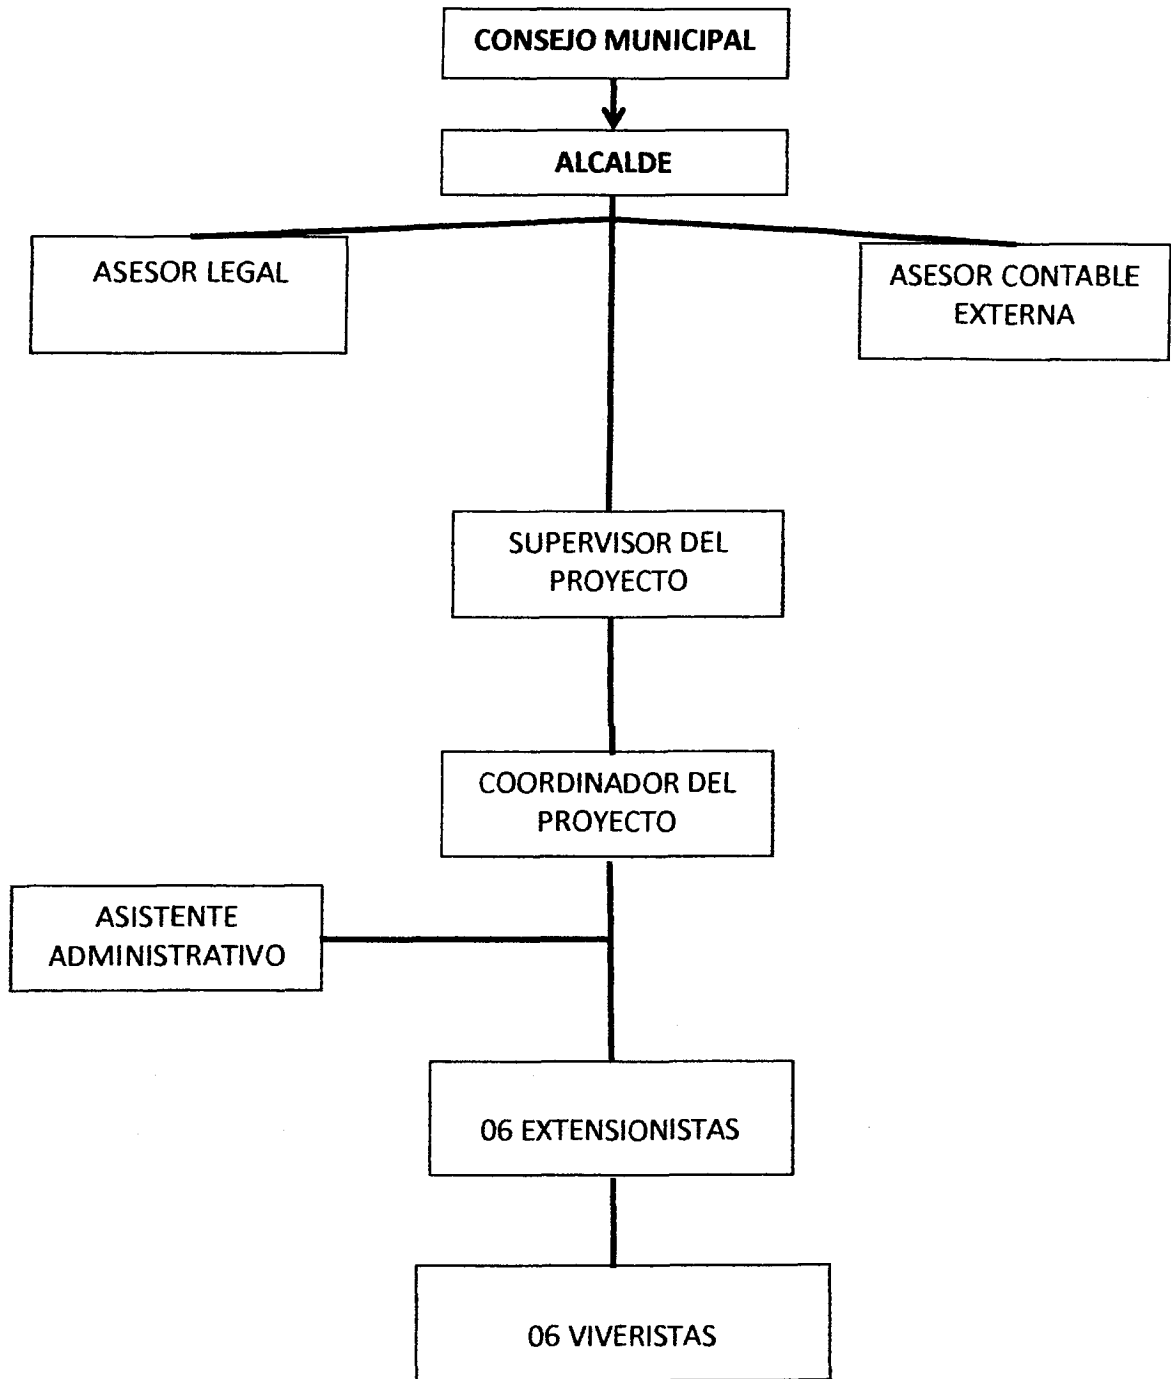 CONSEJO MUNICIPAL
ALCALDE
ASESOR LEGAL
ASESOR CONTABLE
EXTERNA
SUPERVISOR DEL
PROYECTO
COORDINADOR DEL
PROYECTO
ASISTENTE
ADMINISTRATIVO
06 EXTENSIONISTAS
06 VIVERISTAS